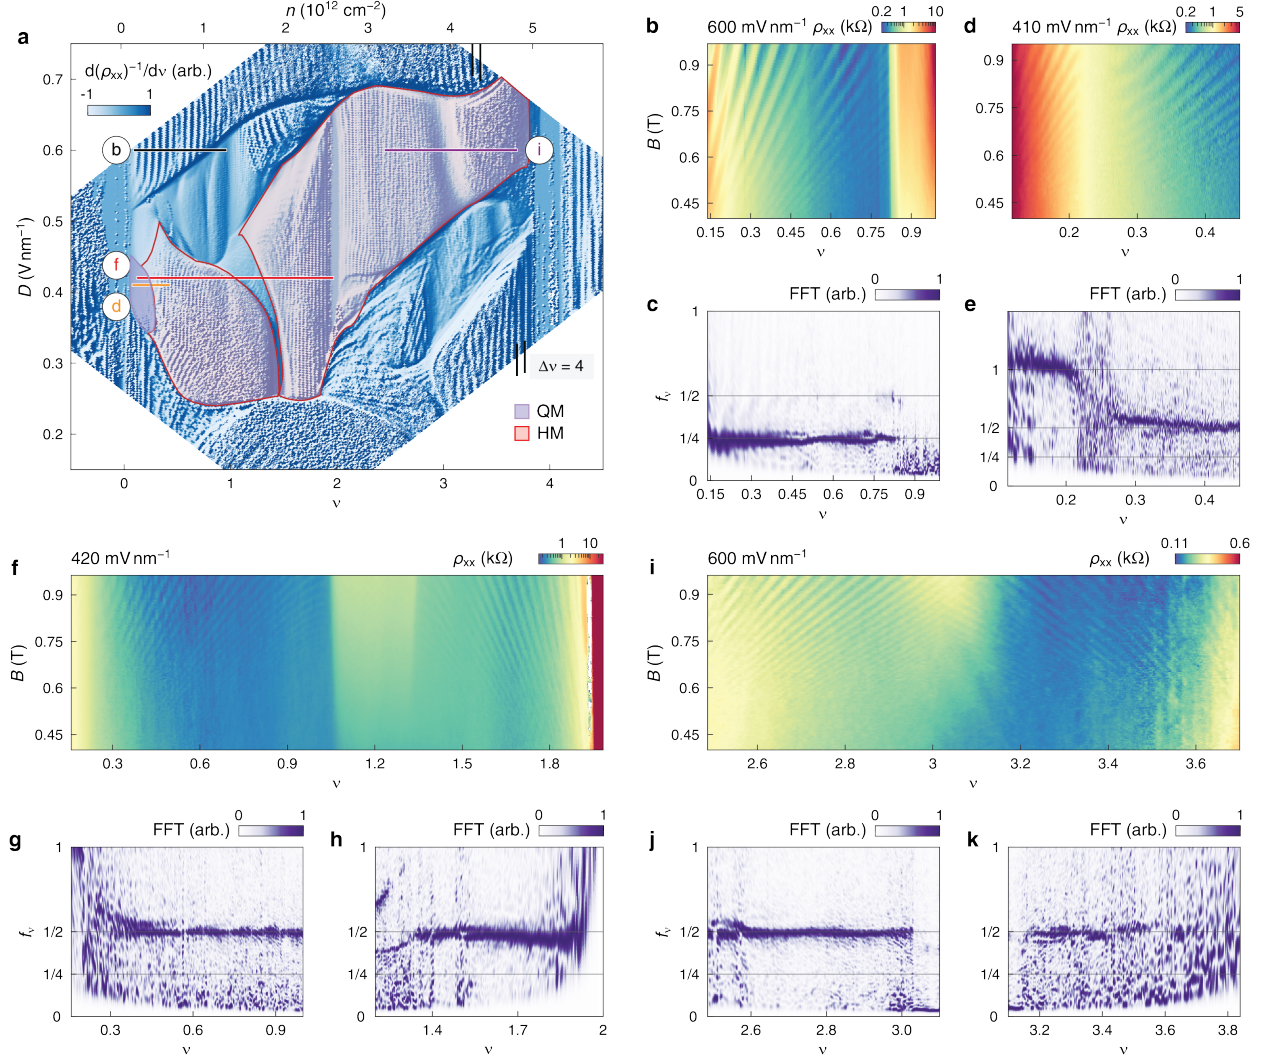 n (10¹² cm⁻²)
0 1 2 3 4 5
a
d(ρxx)⁻¹/dν (arb.)
-1 1
D (V nm⁻¹)
0.7
0.6
0.5
0.4
0.3
0.2
b
i
f
d
Δν = 4
QM
HM
0 1 2 3 4
ν
b 600 mV nm⁻¹ ρxx (kΩ) 0.2 1 10
B (T)
0.9
0.75
0.6
0.45
0.15 0.3 0.45 0.6 0.75 0.9
ν
d 410 mV nm⁻¹ ρxx (kΩ) 0.2 1 5
0.9
0.75
0.6
0.45
0.2 0.3 0.4
ν
c FFT (arb.) 0 1
fν
1
1/2
1/4
0
0.15 0.3 0.45 0.6 0.75 0.9
ν
e FFT (arb.) 0 1
1
1/2
1/4
0
0.2 0.3 0.4
ν
f 420 mV nm⁻¹ ρxx (kΩ) 1 10
B (T)
0.9
0.75
0.6
0.45
0.3 0.6 0.9 1.2 1.5 1.8
ν
i 600 mV nm⁻¹ ρxx (kΩ) 0.11 0.6
B (T)
0.9
0.75
0.6
0.45
2.6 2.8 3 3.2 3.4 3.6
ν
g FFT (arb.) 0 1
fν
1
1/2
1/4
0
0.3 0.6 0.9
ν
h FFT (arb.) 0 1
1
1/2
1/4
0
1.4 1.7 2
ν
j FFT (arb.) 0 1
fν
1
1/2
1/4
0
2.6 2.8 3.0
ν
k FFT (arb.) 0 1
1
1/2
1/4
0
3.2 3.4 3.6 3.8
ν